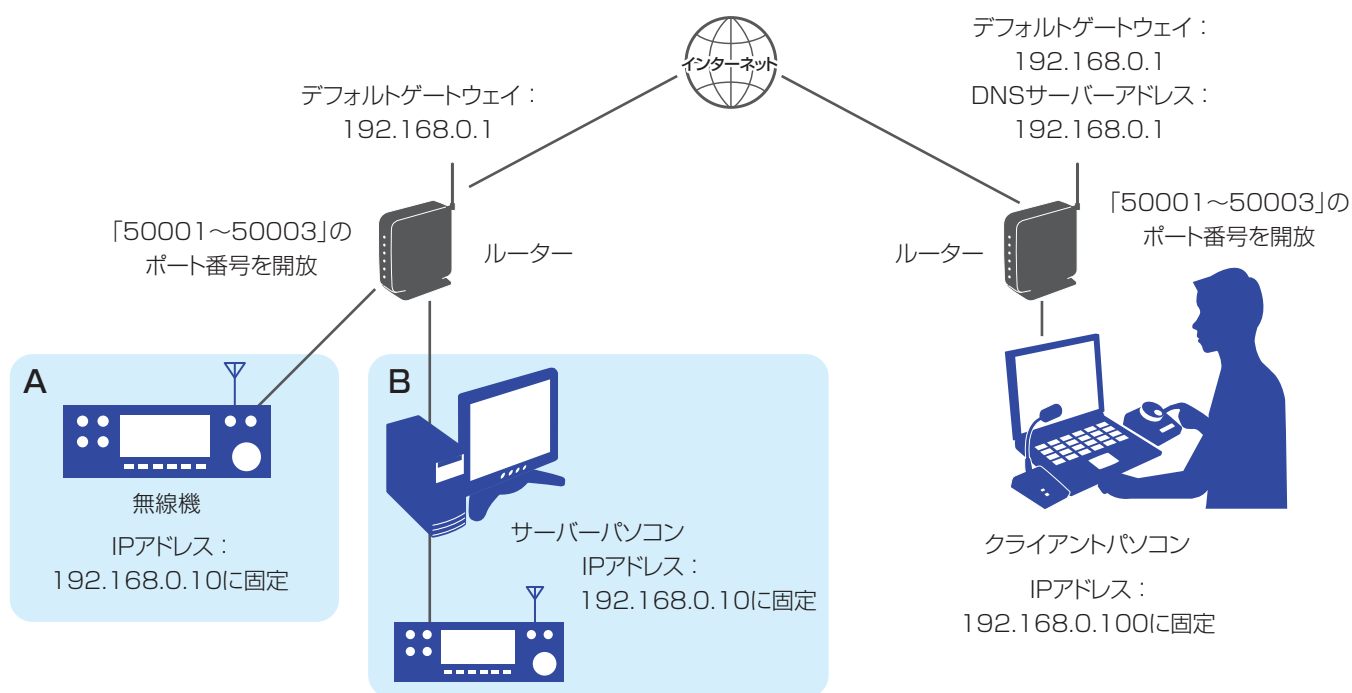 インターネット
デフォルトゲートウェイ:
192.168.0.1
「50001~50003」の
ポート番号を開放
ルーター
デフォルトゲートウェイ:
192.168.0.1
DNSサーバーアドレス:
192.168.0.1
「50001~50003」の
ポート番号を開放
ルーター
A
無線機
IPアドレス:
192.168.0.10に固定
B
サーバーパソコン
IPアドレス:
192.168.0.10に固定
クライアントパソコン
IPアドレス:
192.168.0.100に固定